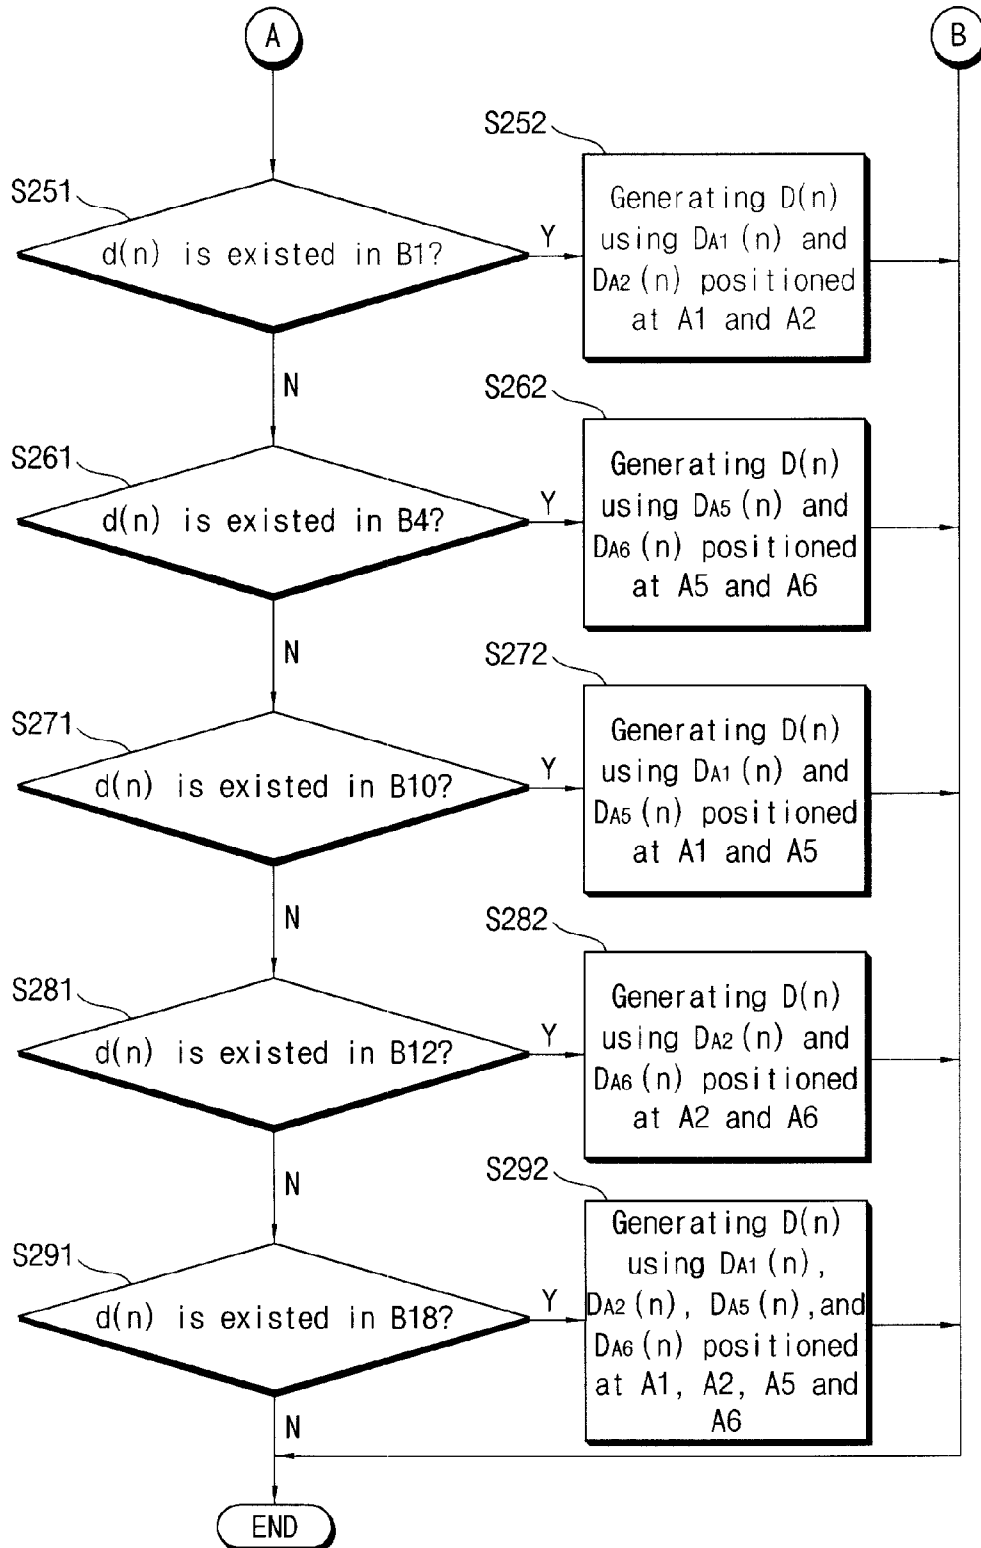 A
B
S252
S251
d(n) is existed in B1?
Y
Generating D(n)
using DA1(n) and
DA2(n) positioned
at A1 and A2
N
S262
S261
d(n) is existed in B4?
Y
Generating D(n)
using DA5(n) and
DA6(n) positioned
at A5 and A6
N
S272
S271
d(n) is existed in B10?
Y
Generating D(n)
using DA1(n) and
DA5(n) positioned
at A1 and A5
N
S282
S281
d(n) is existed in B12?
Y
Generating D(n)
using DA2(n) and
DA6(n) positioned
at A2 and A6
N
S292
S291
d(n) is existed in B18?
Y
Generating D(n)
using DA1(n),
DA2(n), DA5(n),and
DA6(n) positioned
at A1, A2, A5 and
A6
N
END